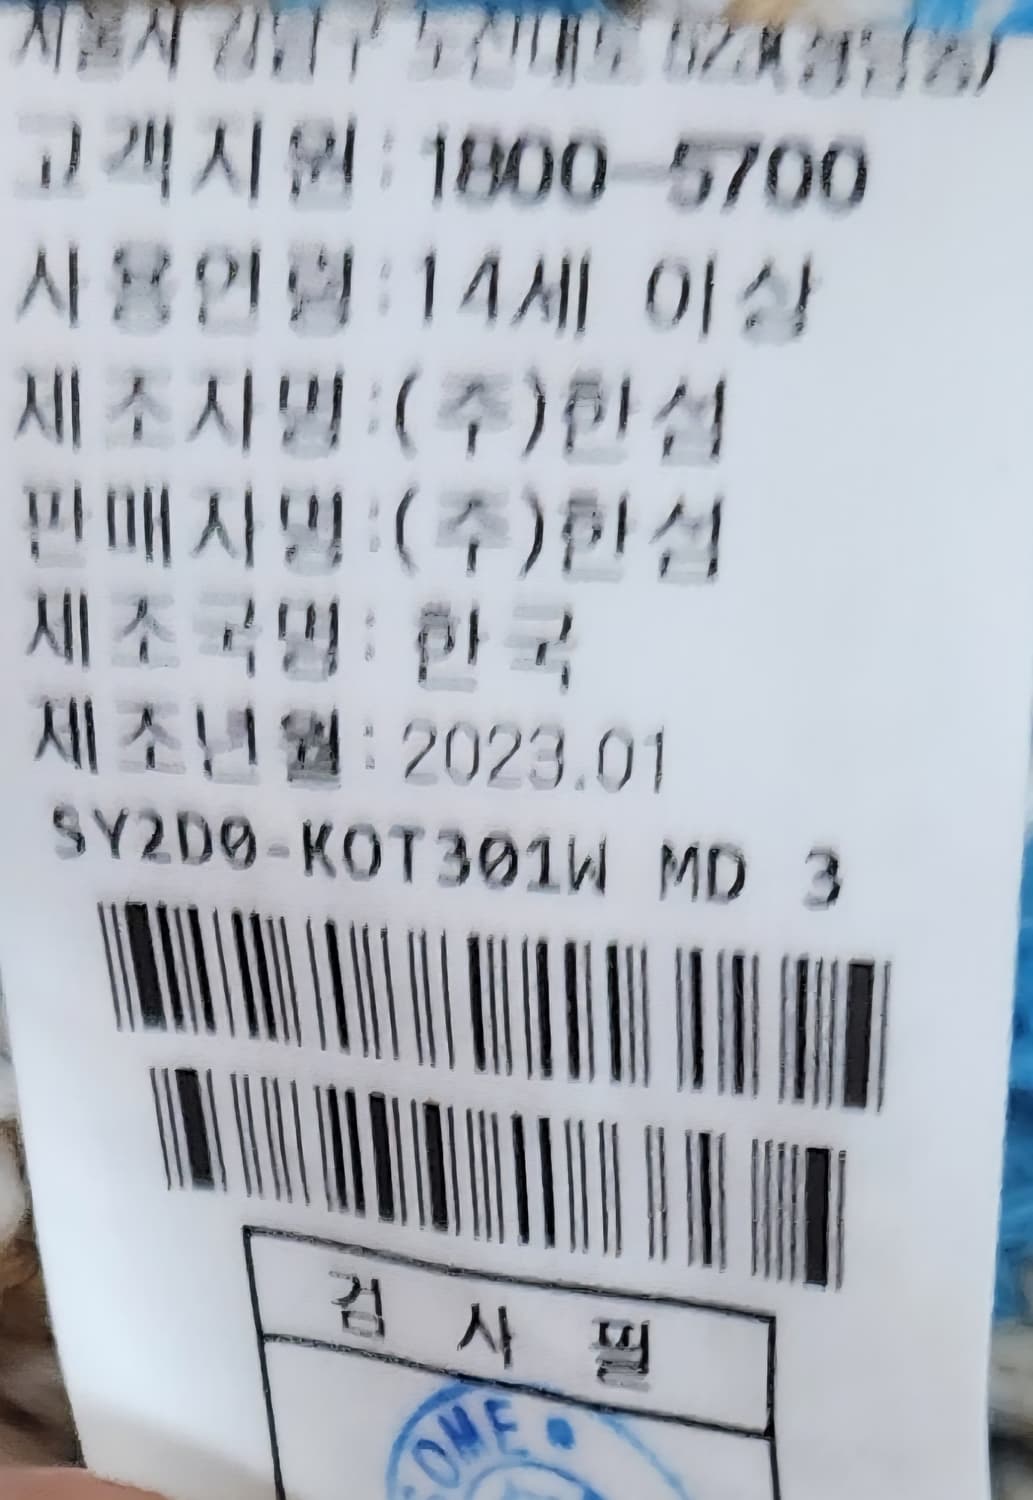 고객지원 : 1800-5700
사용연령 : 14세 이상
제조자명 : (주)한섬
판매자명 : (주)한섬
제조국명 : 한국
제조년월 : 2023.01
SY2D0-KOT301W MD 3
검 사 필